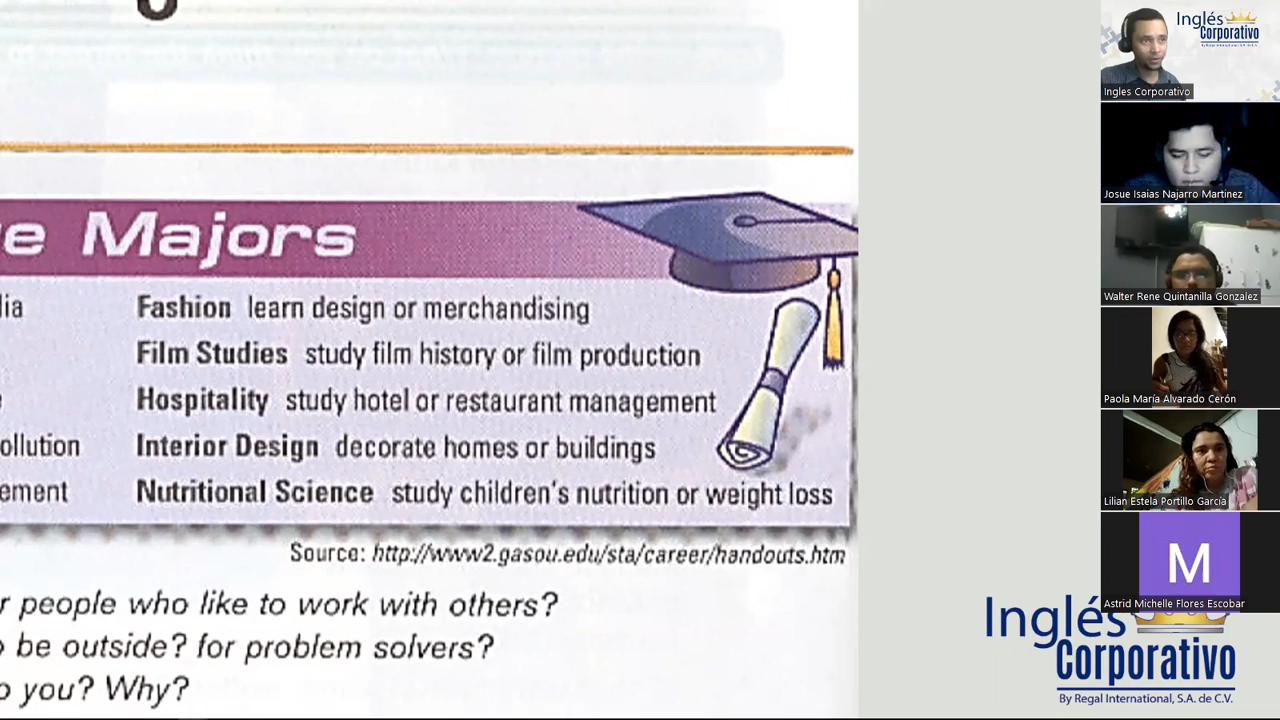 e Majors
lia
Fashion learn design or merchandising
Film Studies study film history or film production
Hospitality study hotel or restaurant management
ollution
Interior Design decorate homes or buildings
ement
Nutritional Science study children's nutrition or weight loss
Source: http://www2.gasou.edu/sta/career/handouts.htm
r people who like to work with others?
o be outside? for problem solvers?
o you? Why?
Inglés
Corporativo
By Regal International, S.A. de C.V.
Ingles Corporativo
Josue Isaias Najarro Martinez
Walter Rene Quintanilla Gonzalez
Paola María Alvarado Cerón
Lilian Estela Portillo García
M
Astrid Michelle Flores Escobar
Inglés
Corporativo
By Regal International, S.A. de C.V.